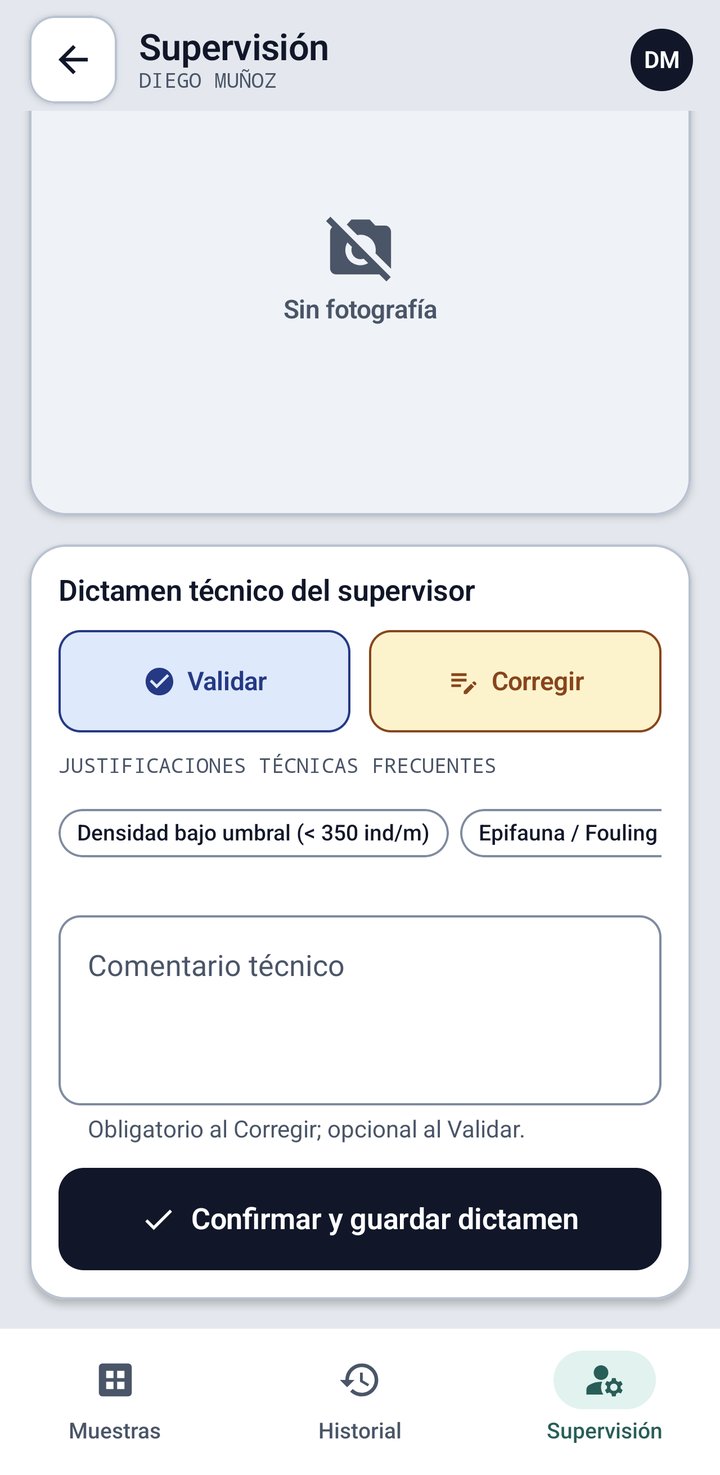 Supervisión
DIEGO MUÑOZ
DM
Sin fotografía
Dictamen técnico del supervisor
Validar
Corregir
JUSTIFICACIONES TÉCNICAS FRECUENTES
Densidad bajo umbral (< 350 ind/m)
Epifauna / Fouling
Comentario técnico
Obligatorio al Corregir; opcional al Validar.
Confirmar y guardar dictamen
Muestras
Historial
Supervisión